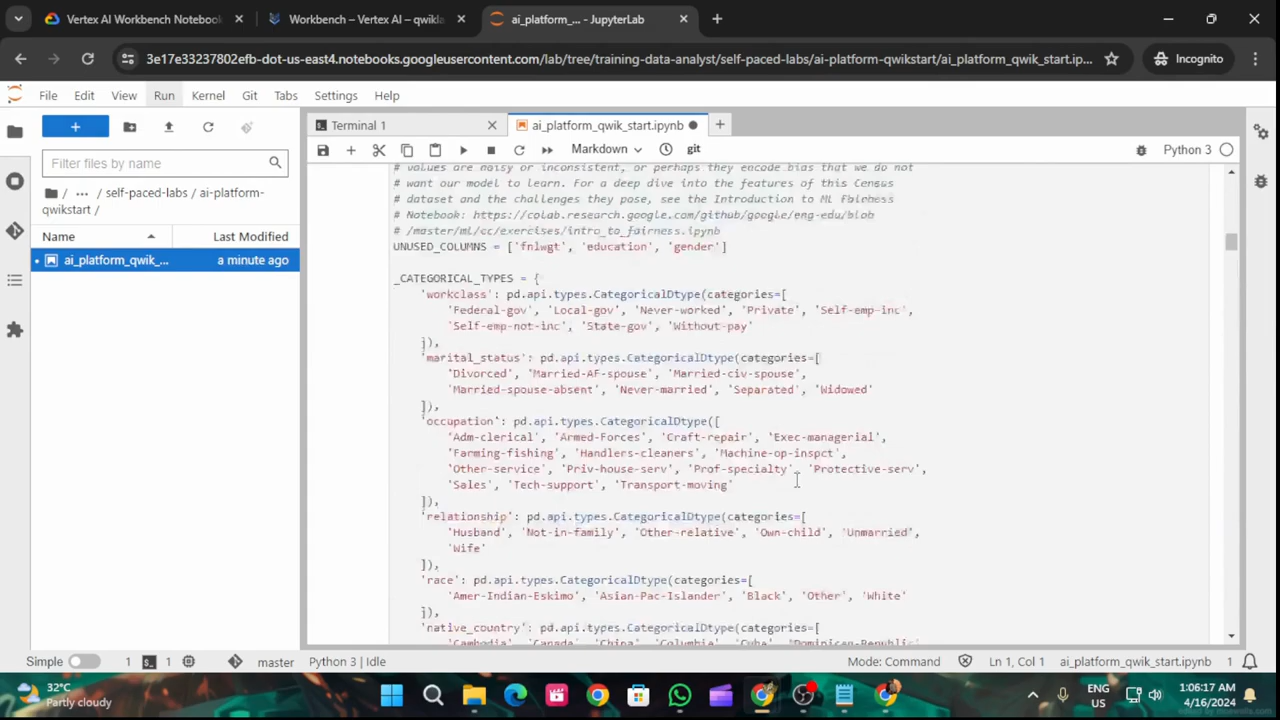 Vertex AI Workbench Notebook
Workbench – Vertex AI – qwikla
ai_platform_... - JupyterLab
3e17e33237802efb-dot-us-east4.notebooks.googleusercontent.com/lab/tree/training-data-analyst/self-paced-labs/ai-platform-qwikstart/ai_platform_qwik_start.ip...
Incognito
File Edit View Run Kernel Git Tabs Settings Help
Terminal 1
ai_platform_qwik_start.ipynb
Markdown
git
Python 3
Filter files by name
/ ... self-paced-labs / ai-platform-
qwikstart /
Name Last Modified
ai_platform_qwik_... a minute ago
# values are noisy or inconsistent, or perhaps they encode bias that we do not
# want our model to learn. For a deep dive into the features of this Census
# dataset and the challenges they pose, see the Introduction to ML Fairness
# Notebook: https://colab.research.google.com/github/google/eng-edu/blob
# /master/ml/cc/exercises/intro_to_fairness.ipynb
UNUSED_COLUMNS = ['fnlwgt', 'education', 'gender']
_CATEGORICAL_TYPES = {
'workclass': pd.api.types.CategoricalDtype(categories=[
'Federal-gov', 'Local-gov', 'Never-worked', 'Private', 'Self-emp-inc',
'Self-emp-not-inc', 'State-gov', 'Without-pay'
]),
'marital_status': pd.api.types.CategoricalDtype(categories=[
'Divorced', 'Married-AF-spouse', 'Married-civ-spouse',
'Married-spouse-absent', 'Never-married', 'Separated', 'Widowed'
]),
'occupation': pd.api.types.CategoricalDtype([
'Adm-clerical', 'Armed-Forces', 'Craft-repair', 'Exec-managerial',
'Farming-fishing', 'Handlers-cleaners', 'Machine-op-inspct',
'Other-service', 'Priv-house-serv', 'Prof-specialty', 'Protective-serv',
'Sales', 'Tech-support', 'Transport-moving'
]),
'relationship': pd.api.types.CategoricalDtype(categories=[
'Husband', 'Not-in-family', 'Other-relative', 'Own-child', 'Unmarried',
'Wife'
]),
'race': pd.api.types.CategoricalDtype(categories=[
'Amer-Indian-Eskimo', 'Asian-Pac-Islander', 'Black', 'Other', 'White'
]),
'native_country': pd.api.types.CategoricalDtype(categories=[
'Cambodia', 'Canada', 'China', 'Columbia', 'Cuba', 'Dominican-Republic',
Simple 1 1 master Python 3 | Idle Mode: Command Ln 1, Col 1 ai_platform_qwik_start.ipynb 1
32°C
Partly cloudy
ENG
US
1:06:17 AM
4/16/2024